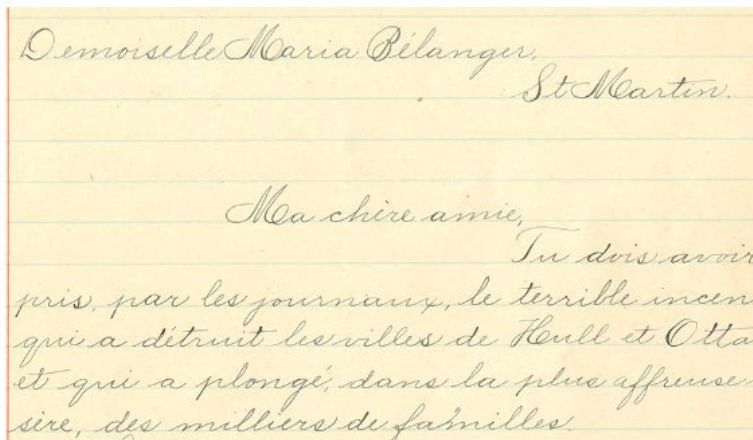 Demoiselle Maria Bélanger,
St Martin.
Ma chère amie,
Tu dois avoir
pris, par les journaux, le terrible incen
qui a détruit les villes de Hull et Otta
et qui a plongé, dans la plus affreuse
sère, des milliers de familles.